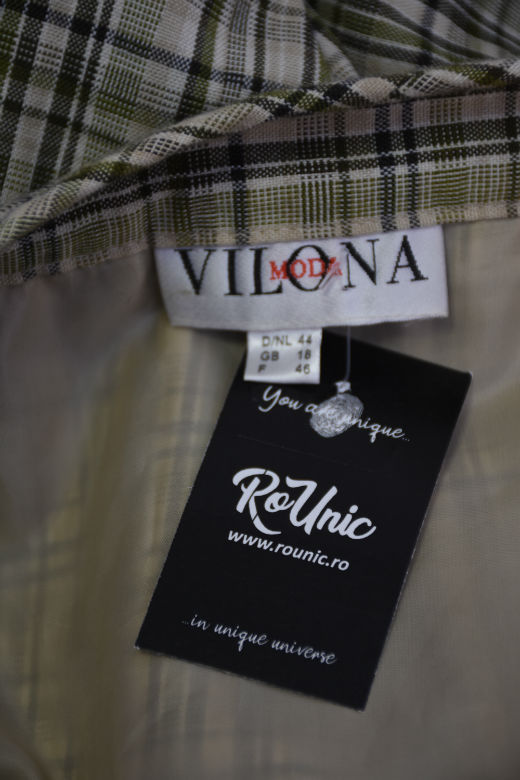 VILONA
MODA
D/NL 44
GB 18
F 46
You are unique...
RoUnic
www.rounic.ro
...in unique universe